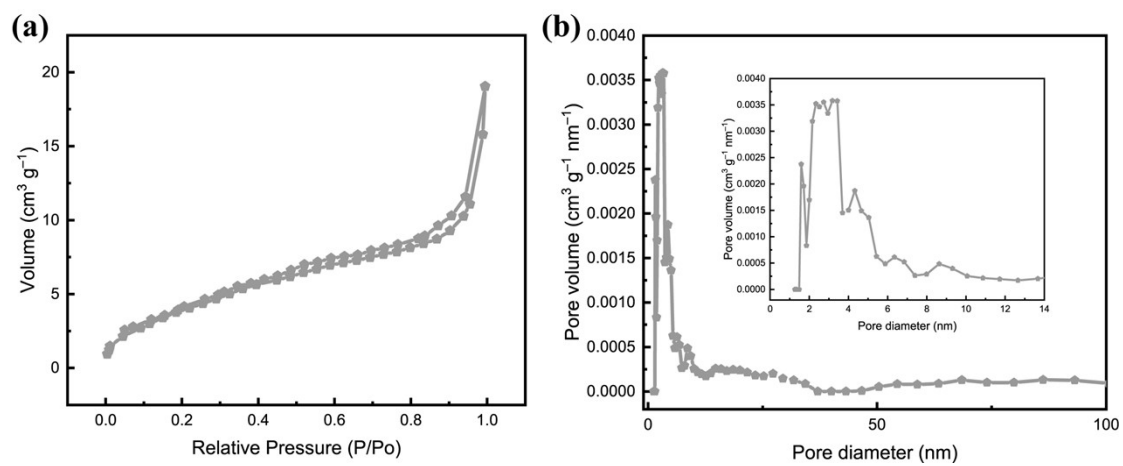 (a)
Volume (cm³ g⁻¹)
20
15
10
5
0
0.0 0.2 0.4 0.6 0.8 1.0
Relative Pressure (P/Po)
(b)
Pore volume (cm³ g⁻¹ nm⁻¹)
0.0040
0.0035
0.0030
0.0025
0.0020
0.0015
0.0010
0.0005
0.0000
0 50 100
Pore diameter (nm)
Pore volume (cm³ g⁻¹ nm⁻¹)
0.0040
0.0035
0.0030
0.0025
0.0020
0.0015
0.0010
0.0005
0.0000
0 2 4 6 8 10 12 14
Pore diameter (nm)